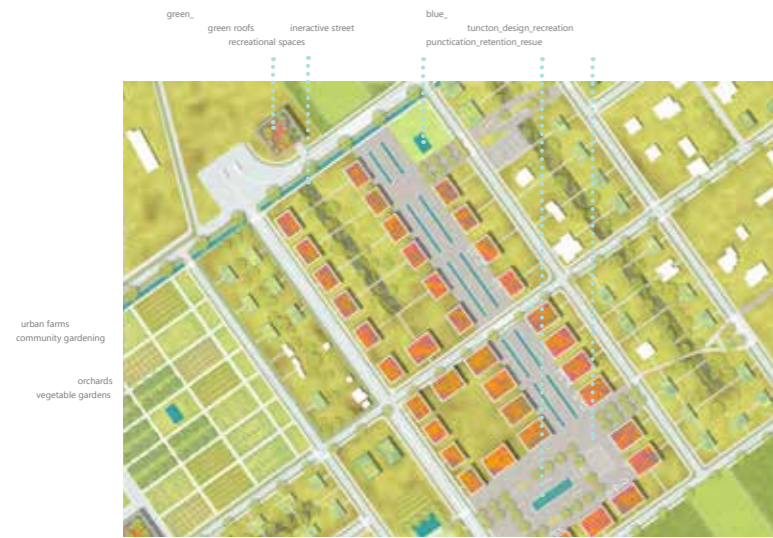 green_
blue_
green roofs
ineractive street
tuncton_design_recreation
recreational spaces
punctication_retention_resue
urban farms
community gardening
orchards
vegetable gardens